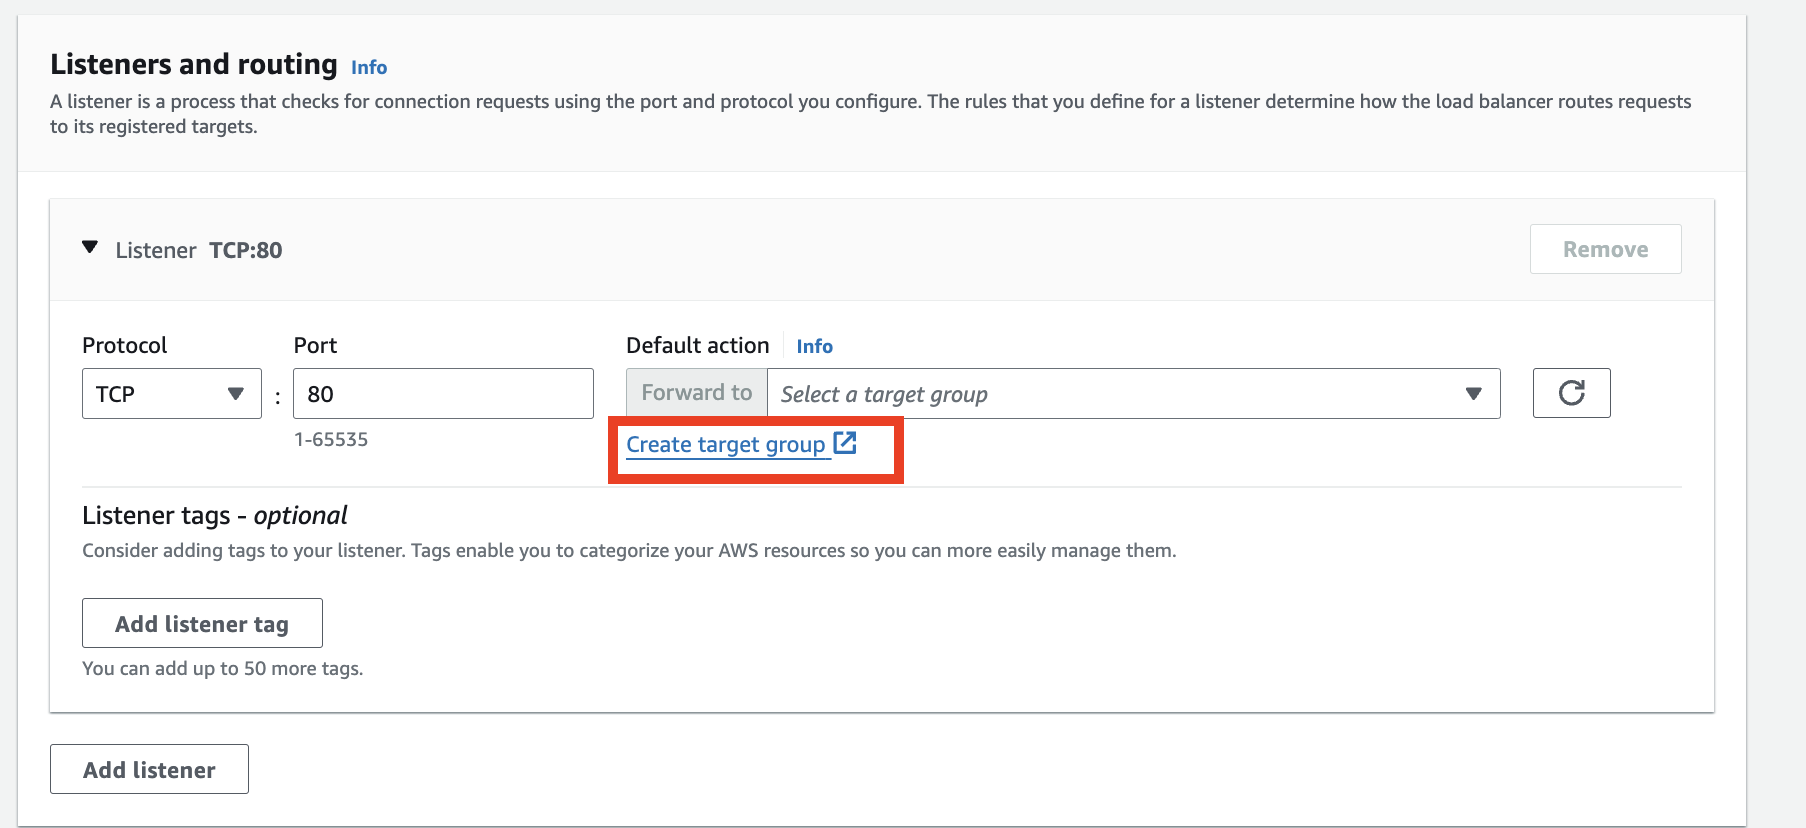 Listeners and routing Info
A listener is a process that checks for connection requests using the port and protocol you configure. The rules that you define for a listener determine how the load balancer routes requests
to its registered targets.
Listener TCP:80
Remove
Protocol Port Default action Info
TCP : 80 Forward to Select a target group
1-65535 Create target group
Listener tags - optional
Consider adding tags to your listener. Tags enable you to categorize your AWS resources so you can more easily manage them.
Add listener tag
You can add up to 50 more tags.
Add listener